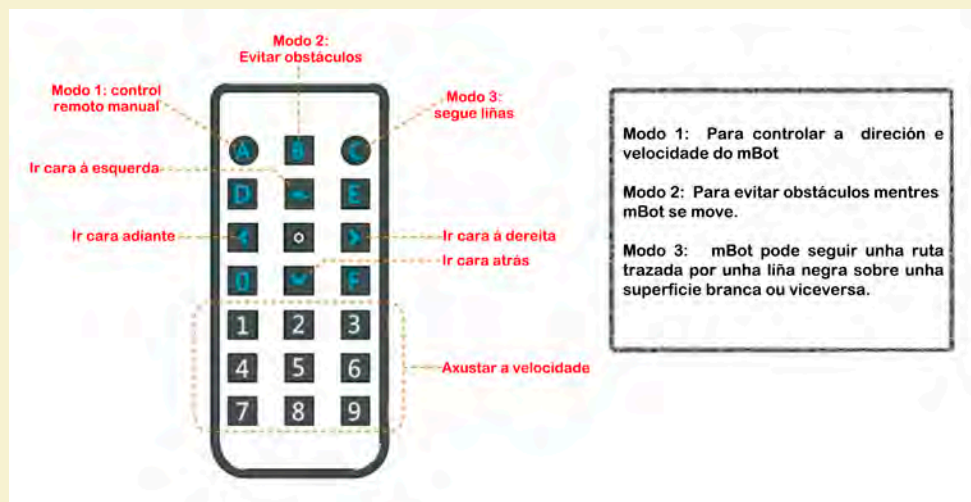 Modo 2:
Evitar obstáculos
Modo 1: control
remoto manual
Modo 3:
segue liñas
A B C
Ir cara á esquerda
D E
Ir cara adiante
Ir cara á dereita
Ir cara atrás
0 F
1 2 3
4 5 6
Axustar a velocidade
7 8 9
Modo 1: Para controlar a direción e
velocidade do mBot
Modo 2: Para evitar obstáculos mentres
mBot se move.
Modo 3: mBot pode seguir unha ruta
trazada por unha liña negra sobre unha
superficie branca ou viceversa.